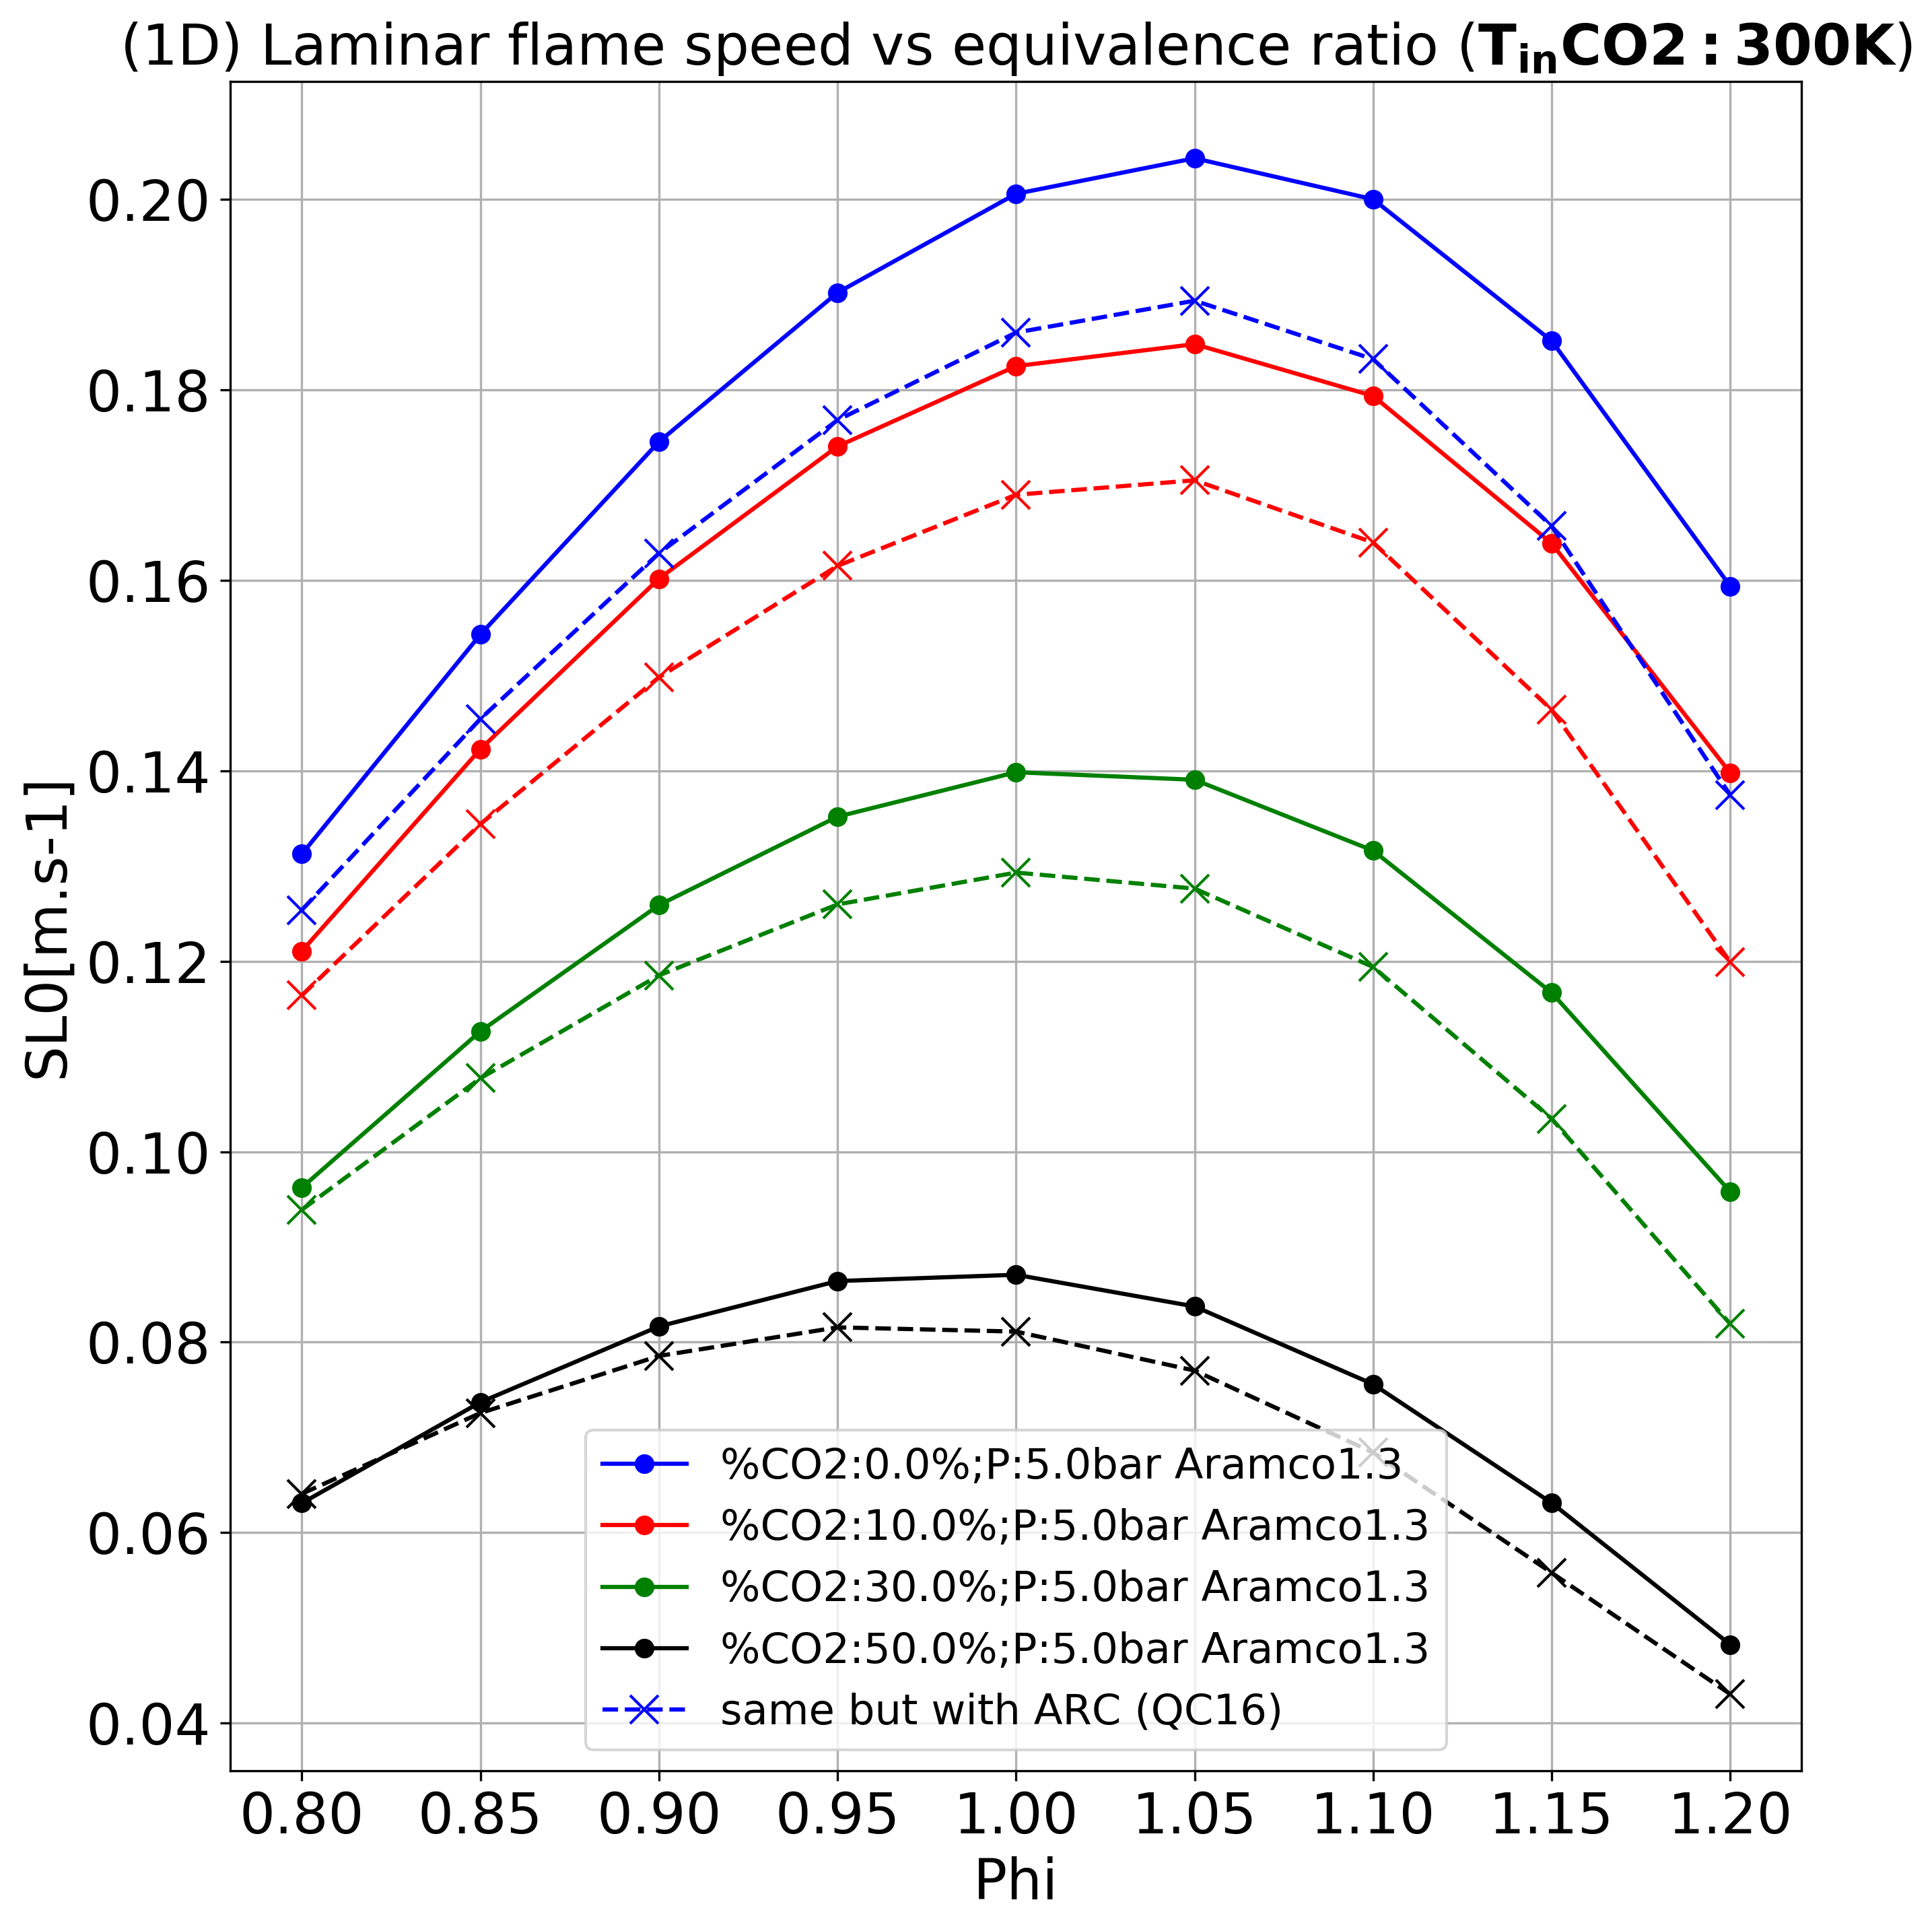 (1D) Laminar flame speed vs equivalence ratio (TinCO2 : 300K)
SL0[m.s-1]
0.20
0.18
0.16
0.14
0.12
0.10
0.08
0.06
0.04
%CO2:0.0%;P:5.0bar Aramco1.3
%CO2:10.0%;P:5.0bar Aramco1.3
%CO2:30.0%;P:5.0bar Aramco1.3
%CO2:50.0%;P:5.0bar Aramco1.3
same but with ARC (QC16)
0.80 0.85 0.90 0.95 1.00 1.05 1.10 1.15 1.20
Phi